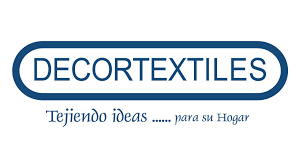 DECORTEXTILES
Tejiendo ideas ...... para su Hogar